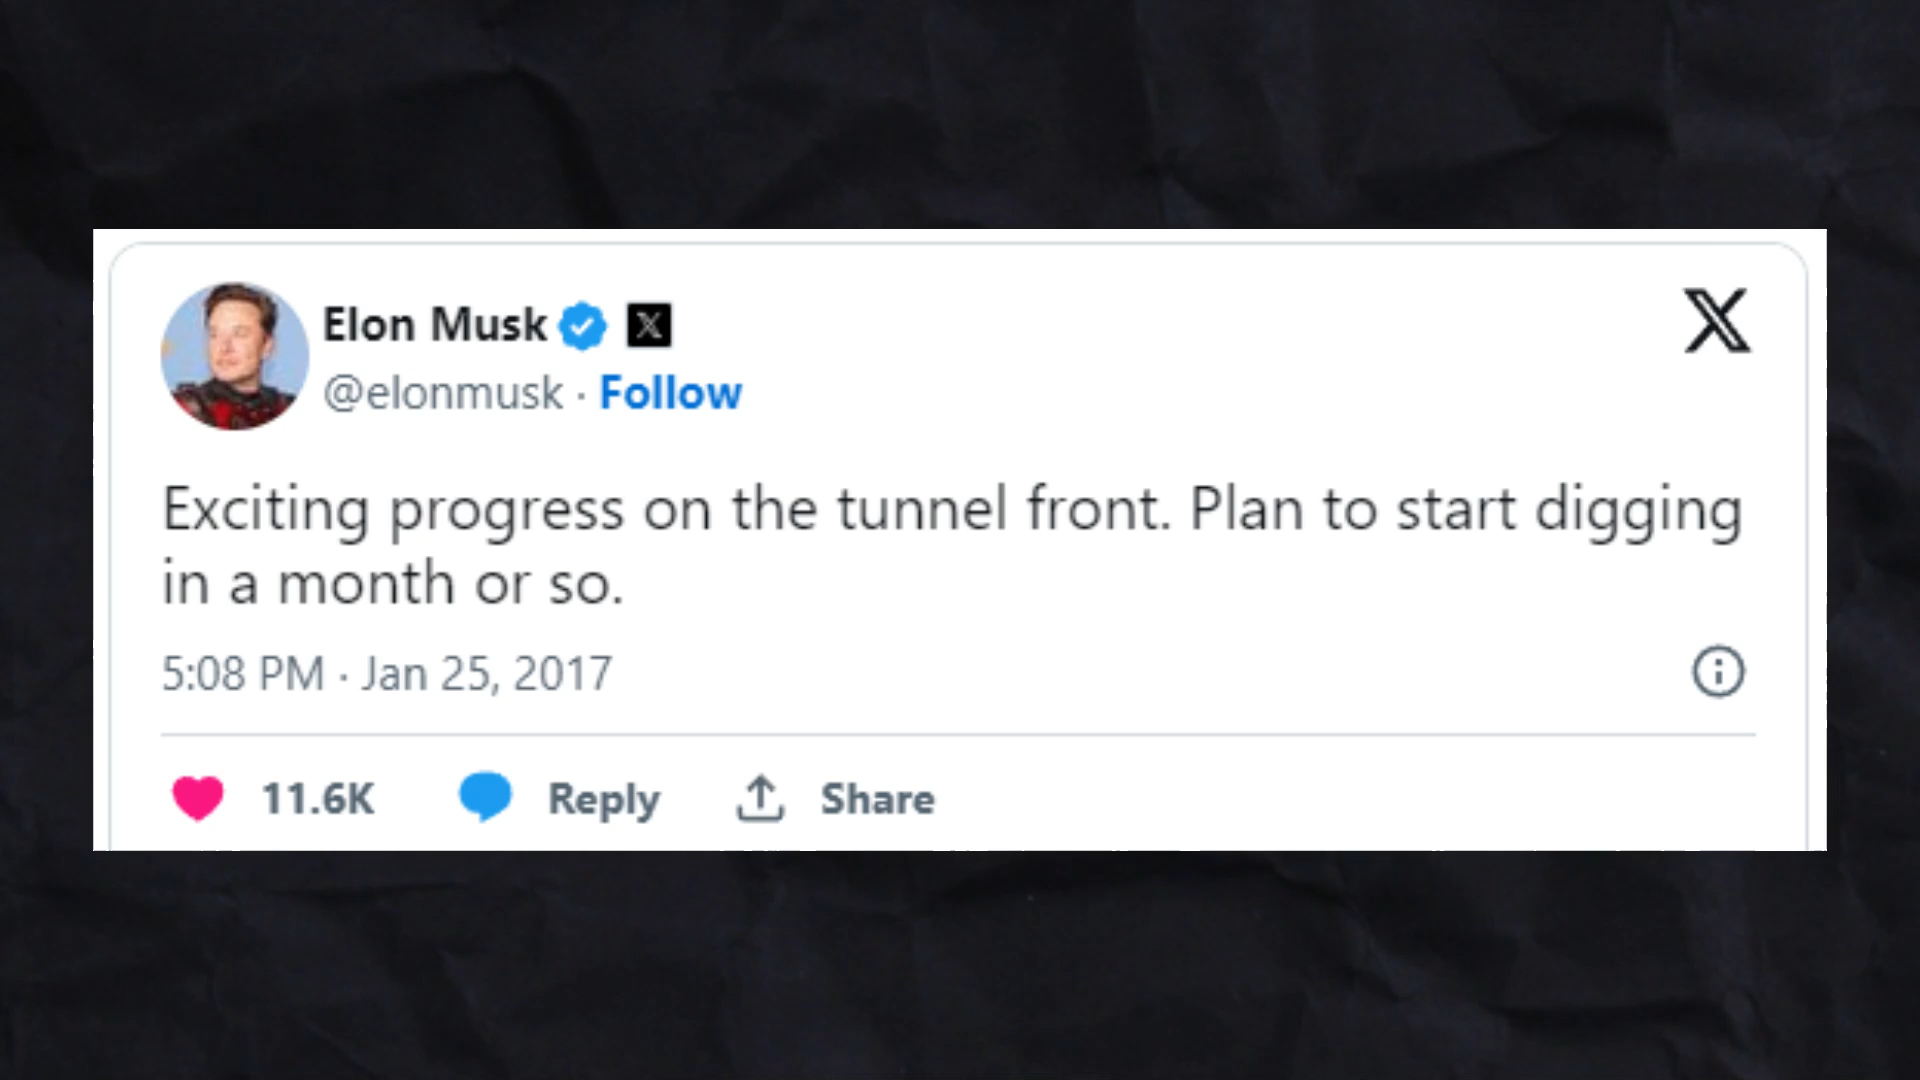 Elon Musk
@elonmusk · Follow
Exciting progress on the tunnel front. Plan to start digging
in a month or so.
5:08 PM · Jan 25, 2017
11.6K Reply Share